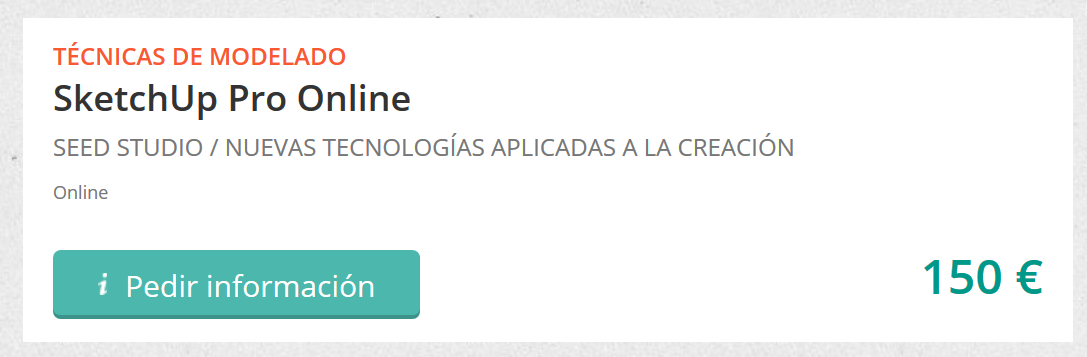 TÉCNICAS DE MODELADO
SketchUp Pro Online
SEED STUDIO / NUEVAS TECNOLOGÍAS APLICADAS A LA CREACIÓN
Online
i Pedir información
150 €